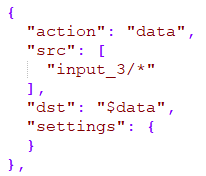 {
"action": "data",
"src": [
"input_3/*"
],
"dst": "$data",
"settings": {
}
},